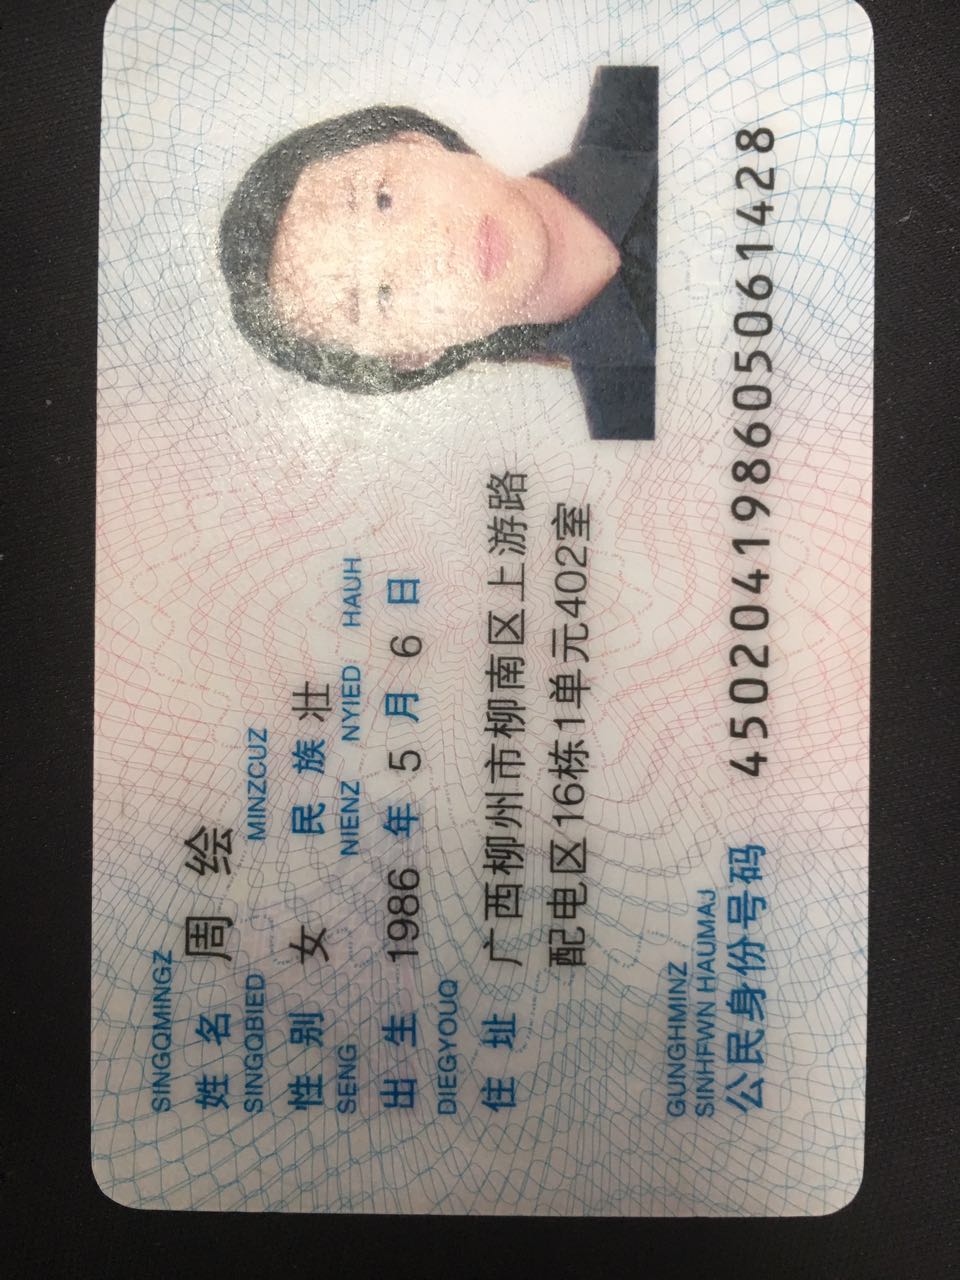 SINGQMINGZ
姓 名 周 绘
SINGQBIED MINZCUZ
性 别 女 民 族 壮
SENG NIENZ NYIED HAUH
出 生 1986 年 5 月 6 日
DIEGYOUQ
住 址 广西柳州市柳南区上游路
配电区16栋1单元402室
GUNGHMINZ
SINHFWN HAUMAJ
公民身份号码 450204198605061428